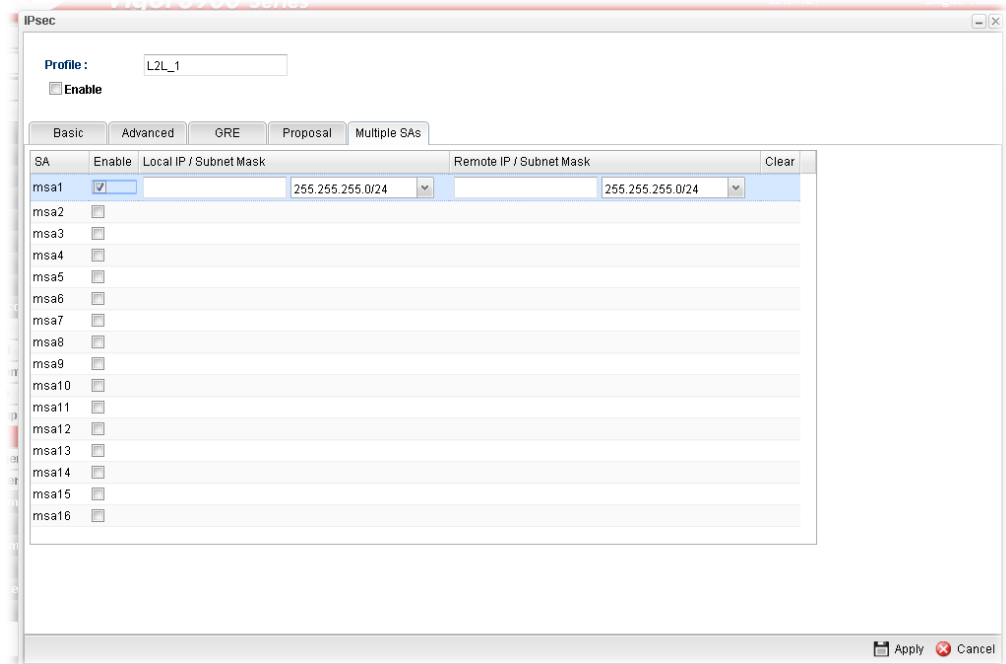 IPsec
Profile :
L2L_1
Enable
Basic Advanced GRE Proposal Multiple SAs
SA Enable Local IP / Subnet Mask Remote IP / Subnet Mask Clear
msa1 255.255.255.0/24 255.255.255.0/24
msa2
msa3
msa4
msa5
msa6
msa7
msa8
msa9
msa10
msa11
msa12
msa13
msa14
msa15
msa16
Apply Cancel